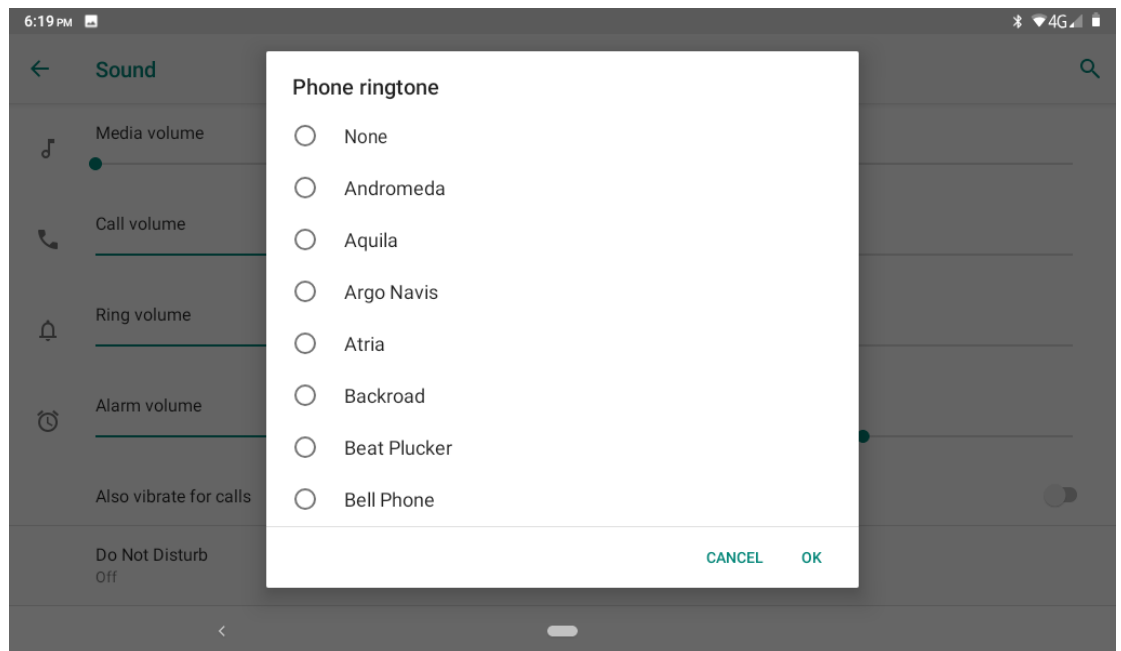 6:19 PM
4G
Sound
Phone ringtone
Media volume
None
Andromeda
Call volume
Aquila
Argo Navis
Ring volume
Atria
Backroad
Alarm volume
Beat Plucker
Also vibrate for calls
Bell Phone
Do Not Disturb
Off
CANCEL OK